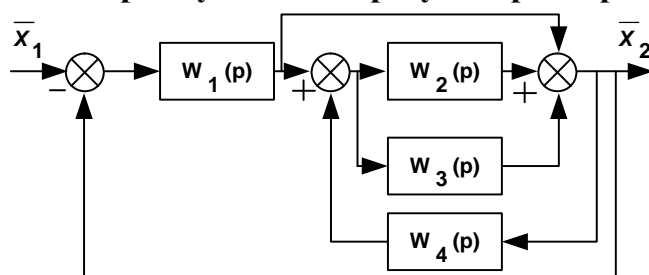 x̅₁
x̅₂
W₁(p)
W₂(p)
− + +
W₃(p)
W₄(p)